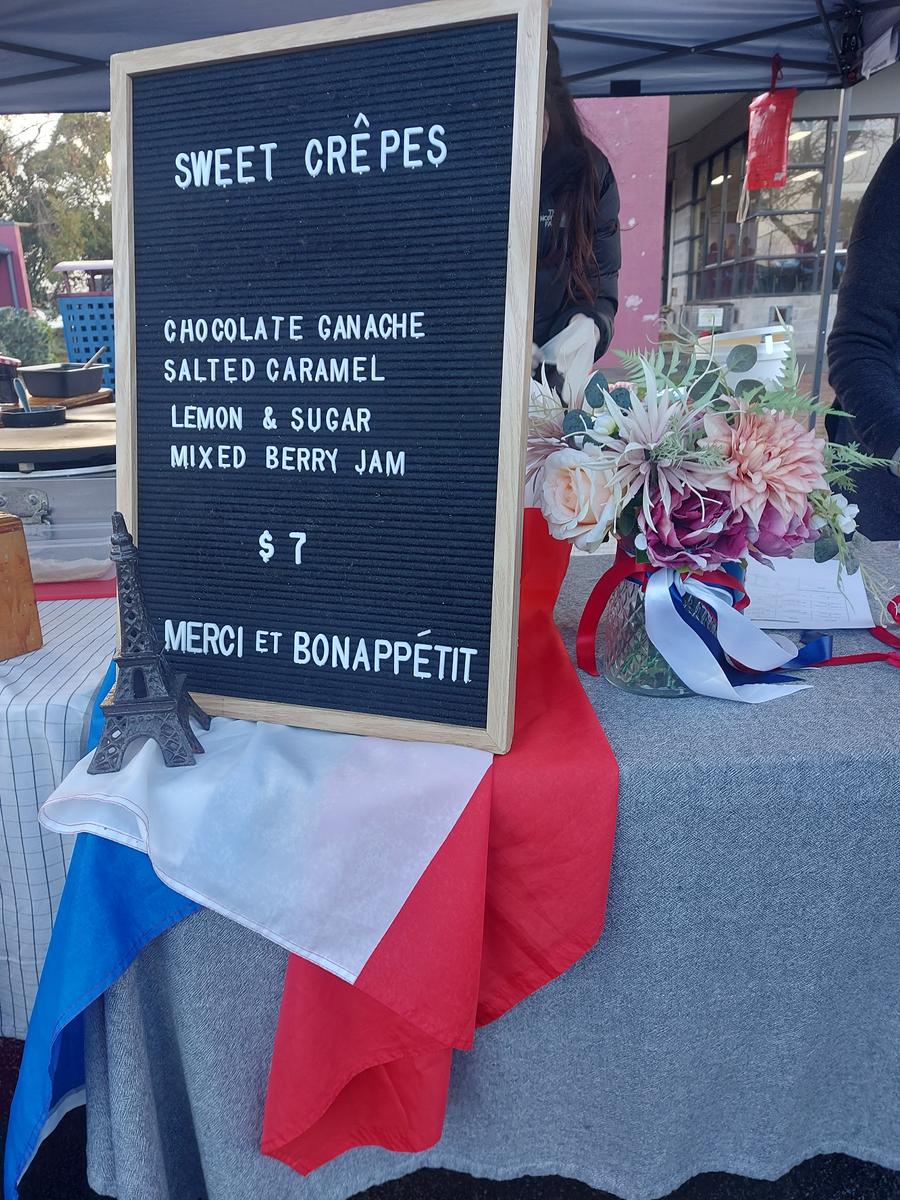 SWEET CRÊPES
CHOCOLATE GANACHE
SALTED CARAMEL
LEMON & SUGAR
MIXED BERRY JAM
$ 7
MERCI ET BONAPPÉTIT